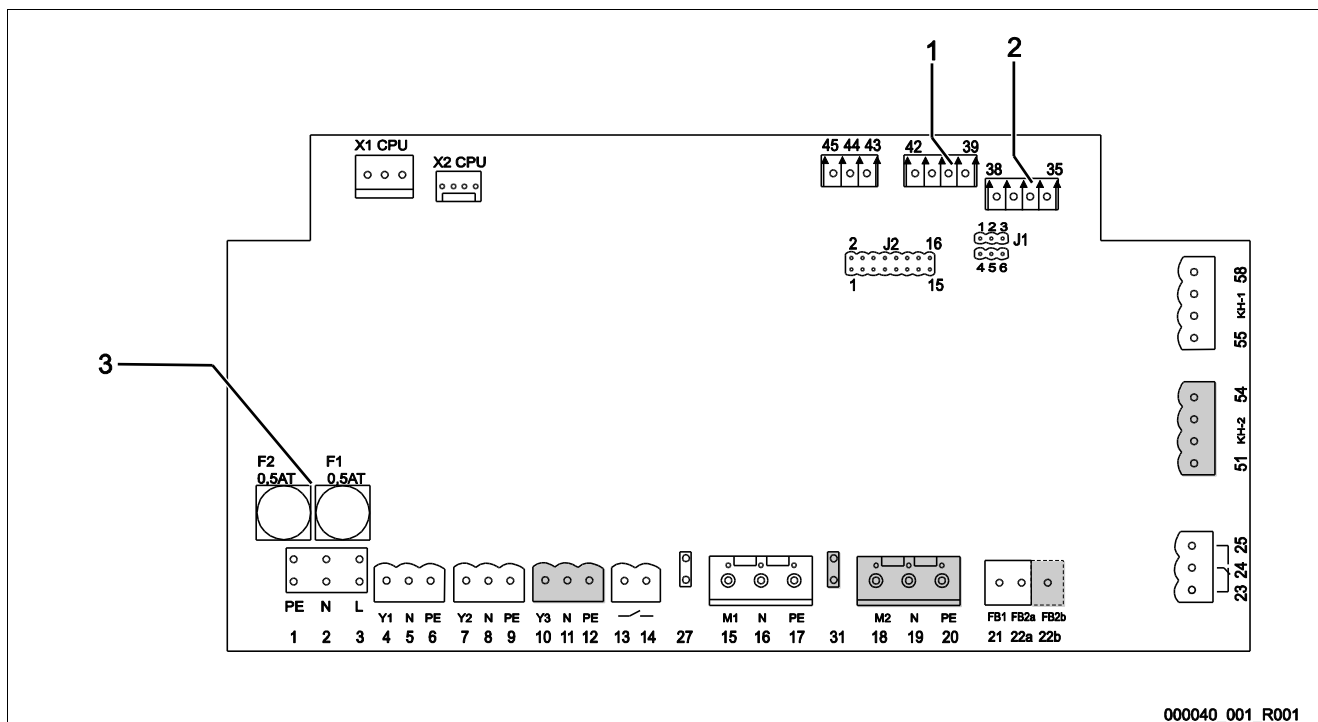 1 2
X1 CPU
X2 CPU
45 44 43
42 39
38 35
1 2 3
J1
4 5 6
2 J2 16
1 15
58
KH-1
55
54
KH-2
51
25
24
23
3
F2 F1
0,5AT 0,5AT
PE N L
Y1 N PE Y2 N PE Y3 N PE
M1 N PE M2 N PE FB1 FB2a FB2b
1 2 3 4 5 6 7 8 9 10 11 12 13 14 27 15 16 17 31 18 19 20 21 22a 22b
000040_001_R001